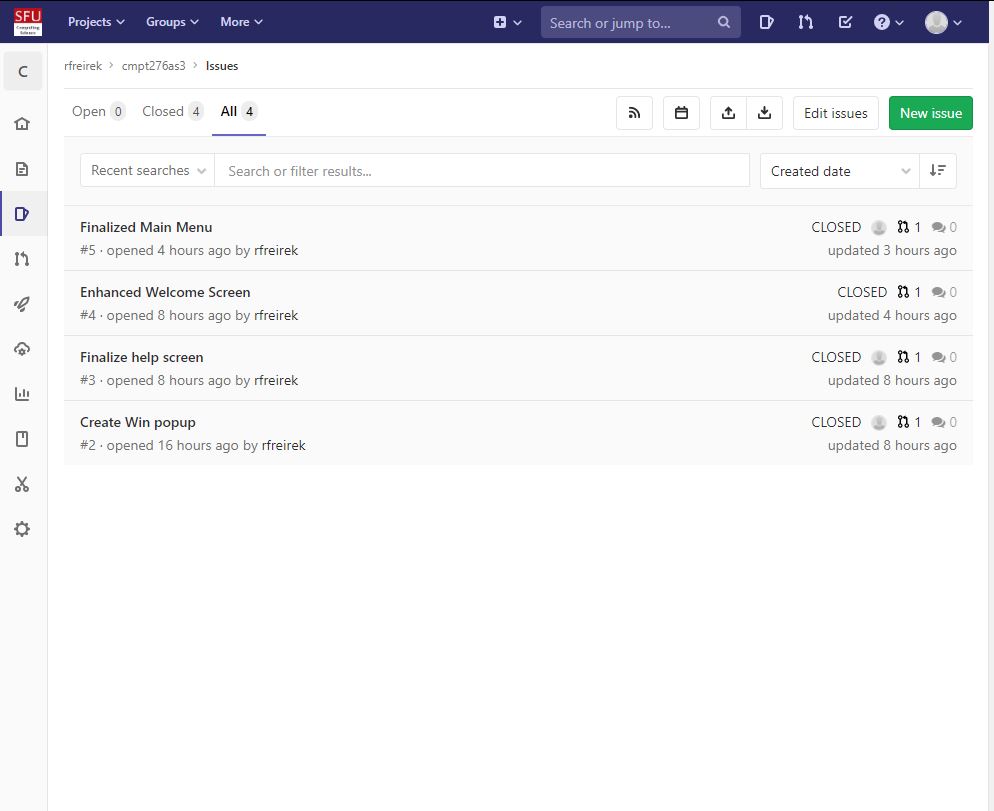 SFU
Computing
Science
Projects Groups More Search or jump to...
C
rfreirek > cmpt276as3 > Issues
Open 0 Closed 4 All 4 Edit issues New issue
Recent searches Search or filter results... Created date
Finalized Main Menu CLOSED 1 0
#5 · opened 4 hours ago by rfreirek updated 3 hours ago
Enhanced Welcome Screen CLOSED 1 0
#4 · opened 8 hours ago by rfreirek updated 4 hours ago
Finalize help screen CLOSED 1 0
#3 · opened 8 hours ago by rfreirek updated 8 hours ago
Create Win popup CLOSED 1 0
#2 · opened 16 hours ago by rfreirek updated 8 hours ago